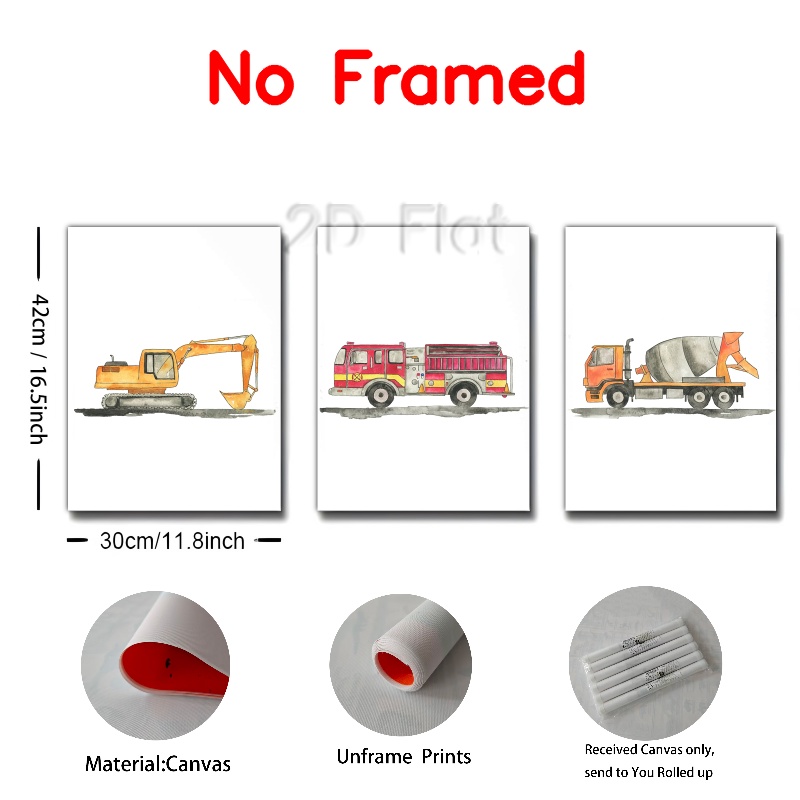 No Framed
2D Flat
42cm / 16.5inch
30cm/11.8inch
Material:Canvas
Unframe Prints
Received Canvas only,
send to You Rolled up